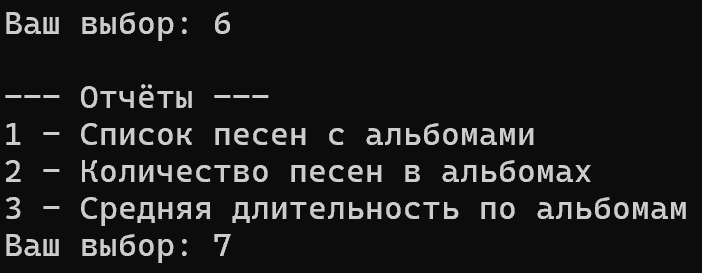 Ваш выбор: 6
--- Отчёты ---
1 - Список песен с альбомами
2 - Количество песен в альбомах
3 - Средняя длительность по альбомам
Ваш выбор: 7